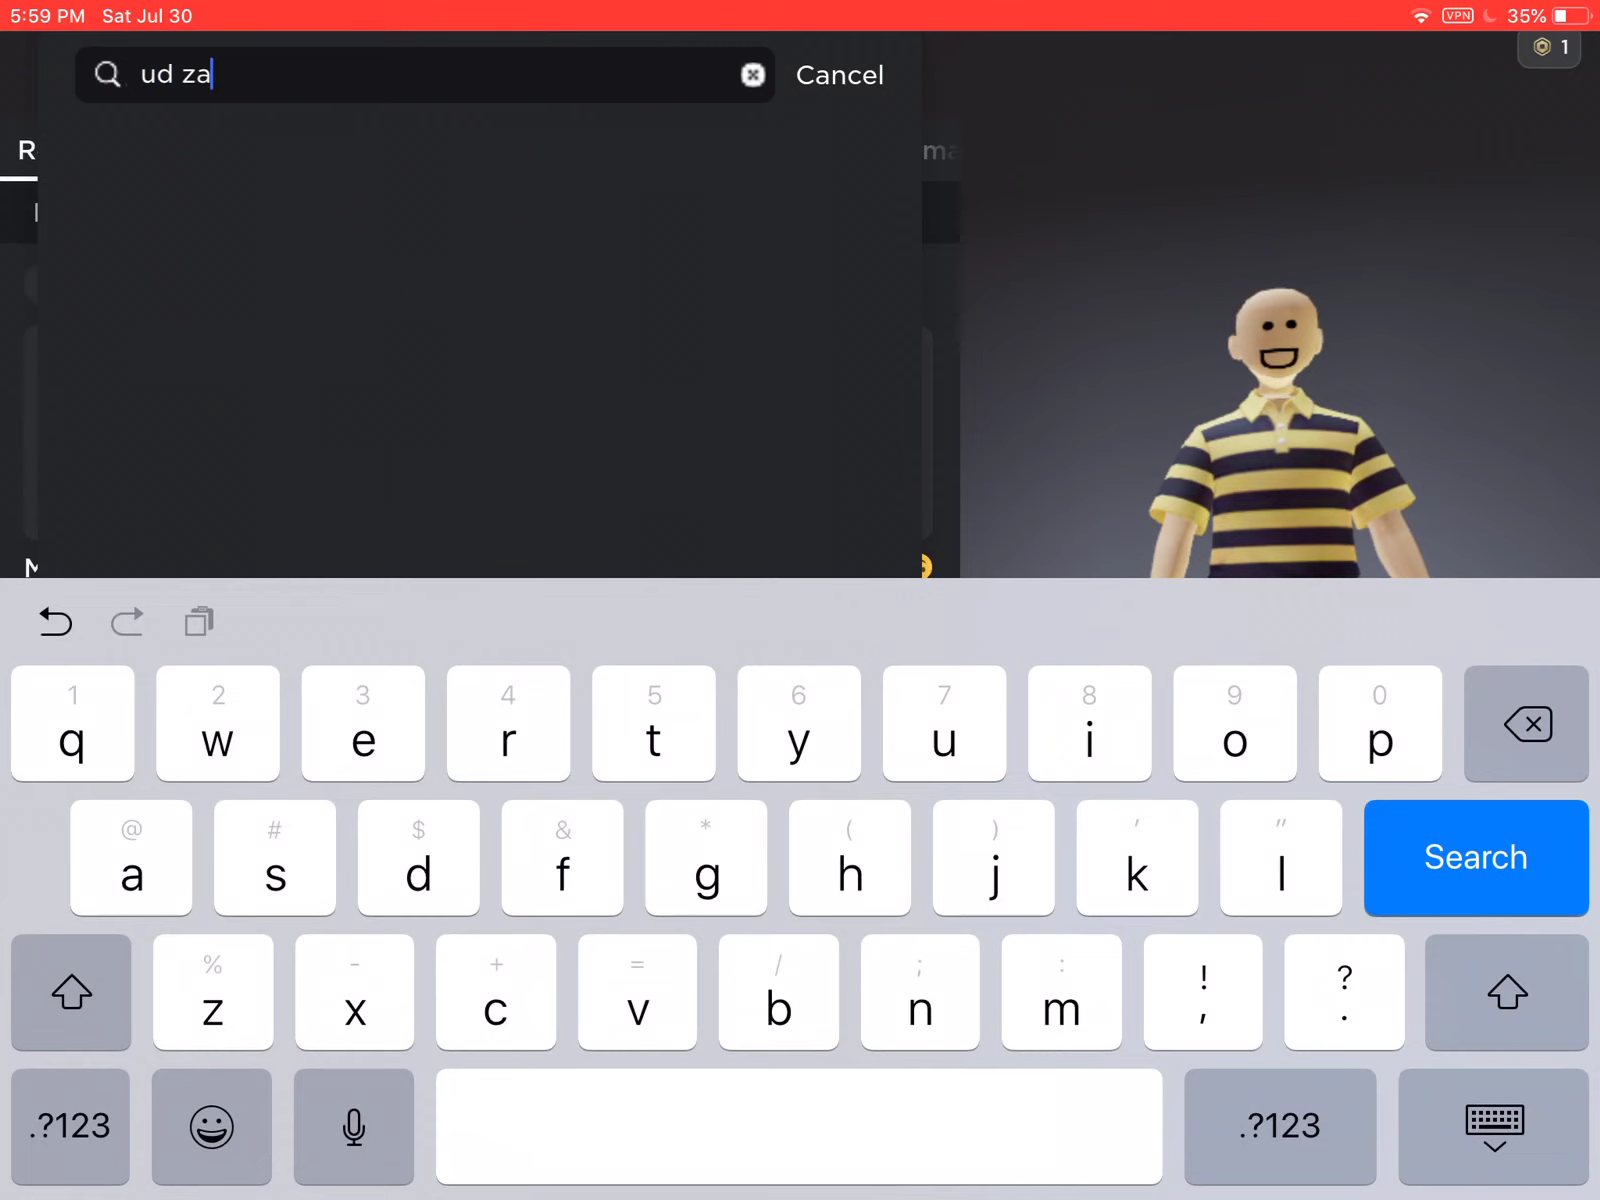 5:59 PM Sat Jul 30
VPN 35%
1
ud za
Cancel
R
ma
1 2 3 4 5 6 7 8 9 0
q w e r t y u i o p
@ # $ & * ( ) ' "
a s d f g h j k l Search
% - + = / ; : ! ?
z x c v b n m , .
.?123 .?123